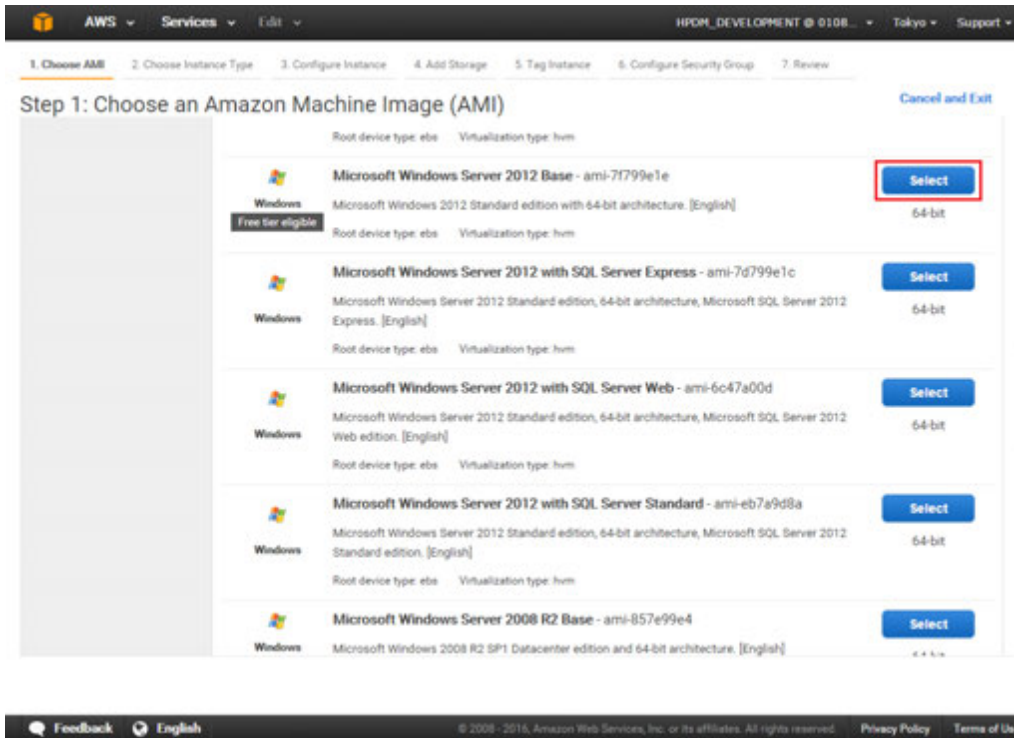 AWS Services Edit HPDM_DEVELOPMENT @ 0108... Tokyo Support
1. Choose AMI 2. Choose Instance Type 3. Configure Instance 4. Add Storage 5. Tag Instance 6. Configure Security Group 7. Review
Step 1: Choose an Amazon Machine Image (AMI) Cancel and Exit
Root device type: ebs Virtualization type: hvm
Microsoft Windows Server 2012 Base - ami-7f799e1e Select
Windows Microsoft Windows 2012 Standard edition with 64-bit architecture. [English] 64-bit
Free tier eligible Root device type: ebs Virtualization type: hvm
Microsoft Windows Server 2012 with SQL Server Express - ami-7d799e1c Select
Microsoft Windows Server 2012 Standard edition, 64-bit architecture, Microsoft SQL Server 2012
Windows Express. [English] 64-bit
Root device type: ebs Virtualization type: hvm
Microsoft Windows Server 2012 with SQL Server Web - ami-6c47a00d Select
Microsoft Windows Server 2012 Standard edition, 64-bit architecture, Microsoft SQL Server 2012
Windows Web edition. [English] 64-bit
Root device type: ebs Virtualization type: hvm
Microsoft Windows Server 2012 with SQL Server Standard - ami-eb7a9d8a Select
Microsoft Windows Server 2012 Standard edition, 64-bit architecture, Microsoft SQL Server 2012
Windows Standard edition. [English] 64-bit
Root device type: ebs Virtualization type: hvm
Microsoft Windows Server 2008 R2 Base - ami-857e99e4 Select
Windows Microsoft Windows 2008 R2 SP1 Datacenter edition and 64-bit architecture. [English]
Feedback English © 2008 - 2016, Amazon Web Services, Inc. or its affiliates. All rights reserved. Privacy Policy Terms of Us